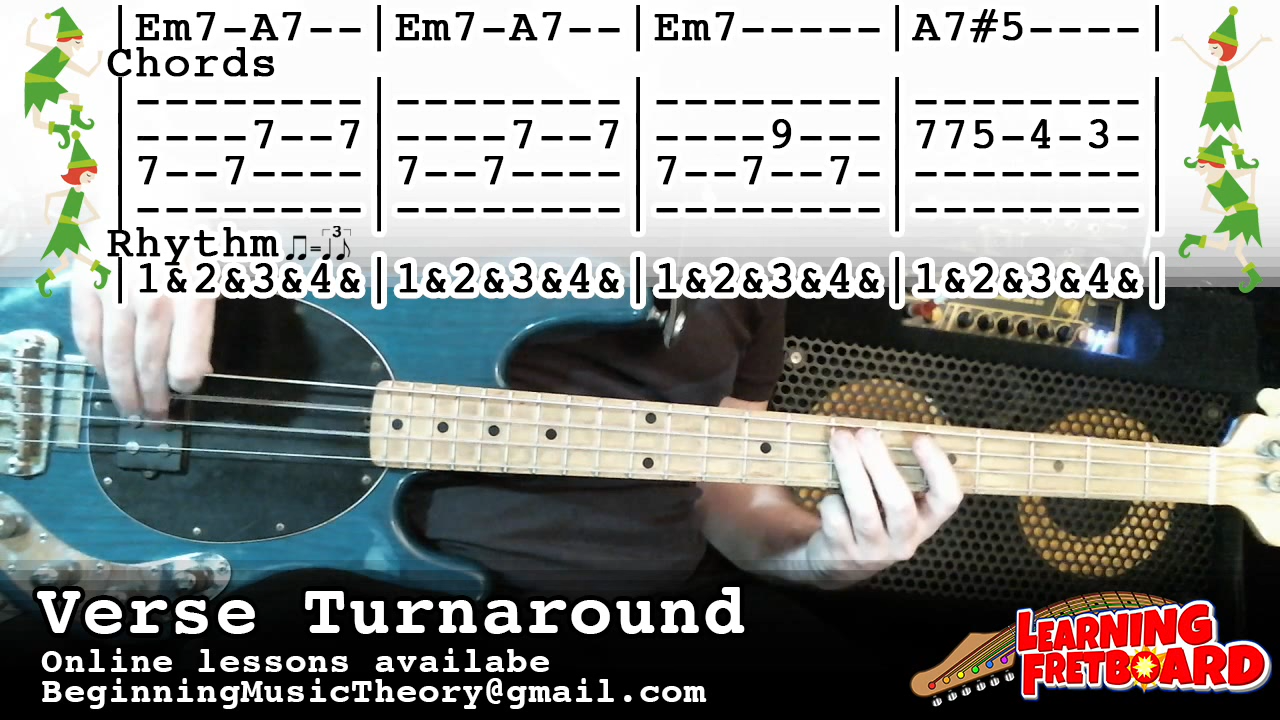 |Em7-A7--|Em7-A7--|Em7-----|A7#5----|
Chords
|--------|--------|--------|--------|
|----7--7|----7--7|----9---|775-4-3-|
|7--7----|7--7----|7--7--7-|--------|
|--------|--------|--------|--------|
Rhythm ♫=♩♪ 3
|1&2&3&4&|1&2&3&4&|1&2&3&4&|1&2&3&4&|
Verse Turnaround
Online lessons availabe
BeginningMusicTheory@gmail.com
LEARNING
FRETBOARD